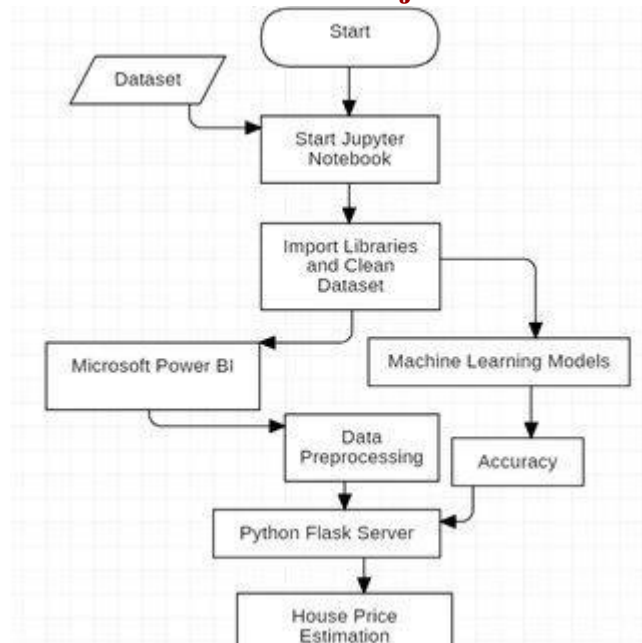 Start
Dataset
Start Jupyter
Notebook
Import Libraries
and Clean
Dataset
Microsoft Power BI
Machine Learning Models
Data
Preprocessing
Accuracy
Python Flask Server
House Price
Estimation